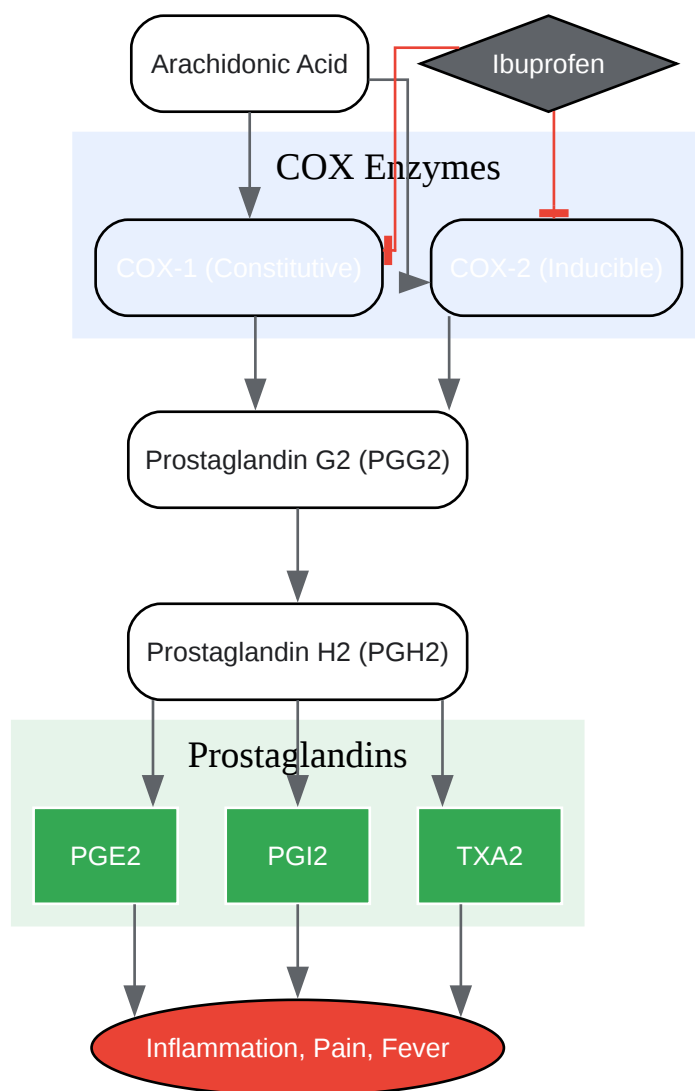 Arachidonic Acid
Ibuprofen
COX Enzymes
COX-1 (Constitutive)
COX-2 (Inducible)
Prostaglandin G2 (PGG2)
Prostaglandin H2 (PGH2)
Prostaglandins
PGE2
PGI2
TXA2
Inflammation, Pain, Fever